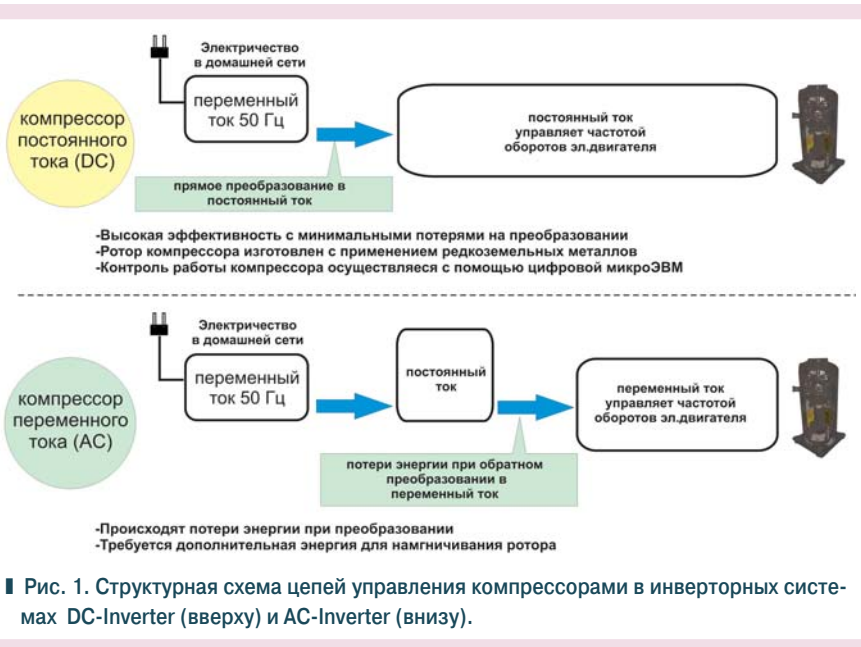 Электричество
в домашней сети
компрессор
постоянного
тока (DC)
переменный
ток 50 Гц
постоянный ток
управляет частотой
оборотов эл.двигателя
прямое преобразование в
постоянный ток
-Высокая эффективность с минимальными потерями на преобразовании
-Ротор компрессора изготовлен с применением редкоземельных металлов
-Контроль работы компрессора осуществляеся с помощью цифровой микроЭВМ
Электричество
в домашней сети
компрессор
переменного
тока (AC)
переменный
ток 50 Гц
постоянный
ток
переменный ток
управляет частотой
оборотов эл.двигателя
потери энергии при обратном
преобразовании в
переменный ток
-Происходят потери энергии при преобразовании
-Требуется дополнительная энергия для намгничивания ротора
Рис. 1. Структурная схема цепей управления компрессорами в инверторных систе-
мах DC-Inverter (вверху) и AC-Inverter (внизу).